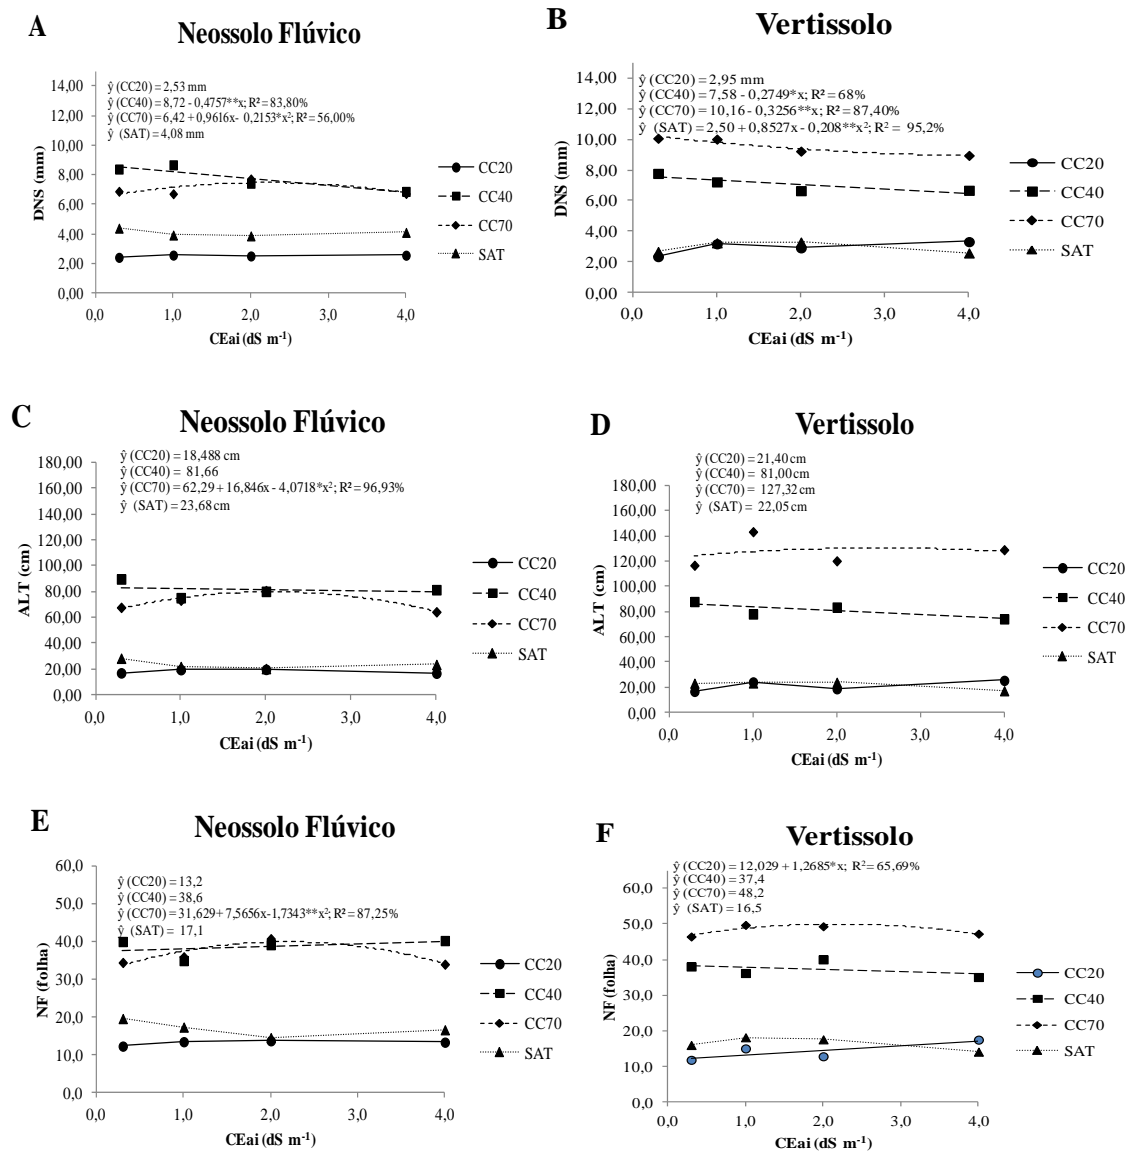 A
Neossolo Flúvico
ŷ (CC20) = 2,53 mm
ŷ (CC40) = 8,72 - 0,4757**x; R² = 83,80%
ŷ (CC70) = 6,42 + 0,9616x- 0,2153*x²; R² = 56,00%
ŷ (SAT) = 4,08 mm
14,00
12,00
10,00
8,00
6,00
4,00
2,00
0,00
DNS (mm)
0,0 1,0 2,0 3,0 4,0
CEai (dS m⁻¹)
CC20
CC40
CC70
SAT
B
Vertissolo
ŷ (CC20) = 2,95 mm
ŷ (CC40) = 7,58 - 0,2749*x; R² = 68%
ŷ (CC70) = 10,16 - 0,3256**x; R² = 87,40%
ŷ (SAT) = 2,50 + 0,8527x - 0,208**x²; R² = 95,2%
14,00
12,00
10,00
8,00
6,00
4,00
2,00
0,00
DNS (mm)
0,0 1,0 2,0 3,0 4,0
CEai (dS m⁻¹)
CC20
CC40
CC70
SAT
C
Neossolo Flúvico
ŷ (CC20) = 18,488 cm
ŷ (CC40) = 81,66
ŷ (CC70) = 62,29 + 16,846x - 4,0718*x²; R² = 96,93%
ŷ (SAT) = 23,68 cm
180,00
160,00
140,00
120,00
100,00
80,00
60,00
40,00
20,00
0,00
ALT (cm)
0,0 1,0 2,0 3,0 4,0
CEai (dS m⁻¹)
CC20
CC40
CC70
SAT
D
Vertissolo
ŷ (CC20) = 21,40 cm
ŷ (CC40) = 81,00 cm
ŷ (CC70) = 127,32 cm
ŷ (SAT) = 22,05 cm
180,00
160,00
140,00
120,00
100,00
80,00
60,00
40,00
20,00
0,00
ALT (cm)
0,0 1,0 2,0 3,0 4,0
CEai (dS m⁻¹)
CC20
CC40
CC70
SAT
E
Neossolo Flúvico
ŷ (CC20) = 13,2
ŷ (CC40) = 38,6
ŷ (CC70) = 31,629 + 7,5656x-1,7343**x²; R² = 87,25%
ŷ (SAT) = 17,1
60,0
50,0
40,0
30,0
20,0
10,0
0,0
NF (folha)
0,0 1,0 2,0 3,0 4,0
CEai (dS m⁻¹)
CC20
CC40
CC70
SAT
F
Vertissolo
ŷ (CC20) = 12,029 + 1,2685*x; R² = 65,69%
ŷ (CC40) = 37,4
ŷ (CC70) = 48,2
ŷ (SAT) = 16,5
60,0
50,0
40,0
30,0
20,0
10,0
0,0
NF (folha)
0,0 1,0 2,0 3,0 4,0
CEai (dS m⁻¹)
CC20
CC40
CC70
SAT